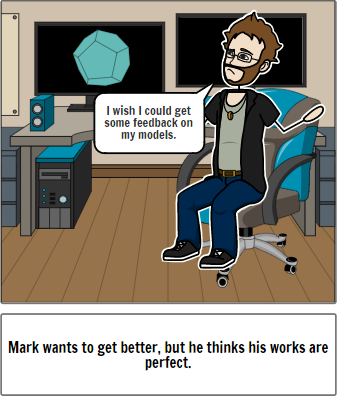 I wish I could get
some feedback on
my models.
Mark wants to get better, but he thinks his works are
perfect.